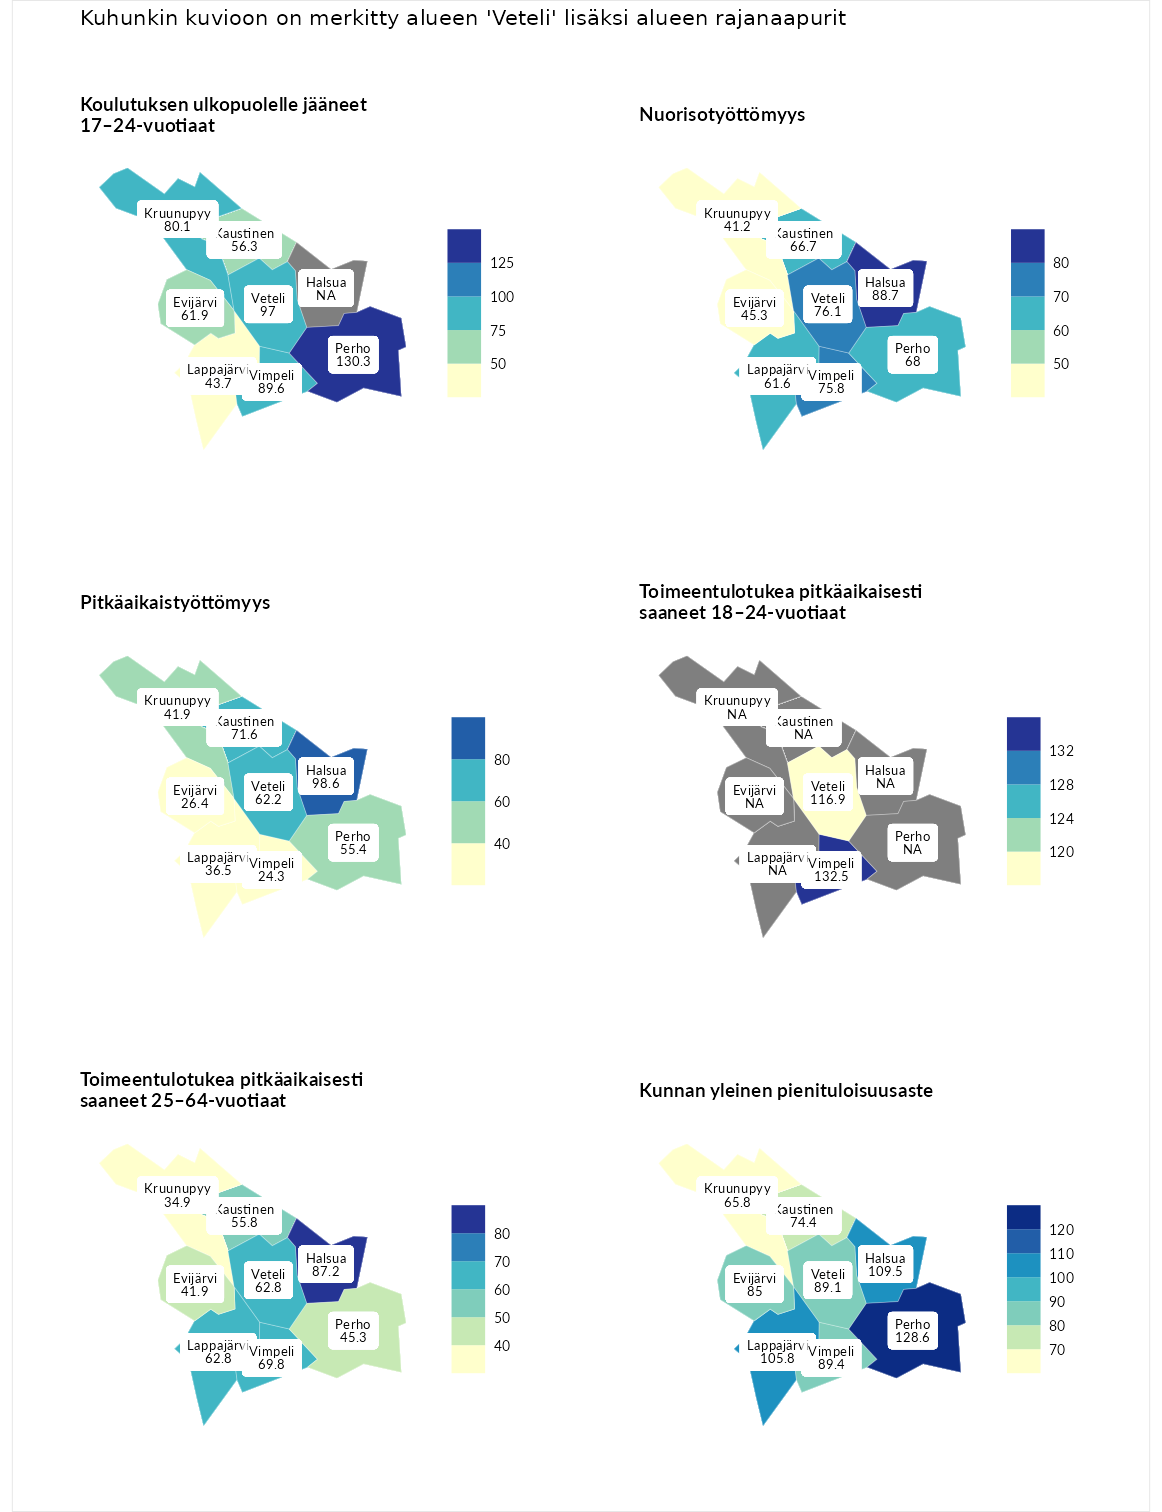 Kuhunkin kuvioon on merkitty alueen 'Veteli' lisäksi alueen rajanaapurit
Koulutuksen ulkopuolelle jääneet
17–24-vuotiaat
Kruunupyy
80.1
Kaustinen
56.3
Halsua
NA
Evijärvi
61.9
Veteli
97
Perho
130.3
Lappajärvi
43.7
Vimpeli
89.6
125
100
75
50
Nuorisotyöttömyys
Kruunupyy
41.2
Kaustinen
66.7
Halsua
88.7
Evijärvi
45.3
Veteli
76.1
Perho
68
Lappajärvi
61.6
Vimpeli
75.8
80
70
60
50
Pitkäaikaistyöttömyys
Kruunupyy
41.9
Kaustinen
71.6
Halsua
98.6
Evijärvi
26.4
Veteli
62.2
Perho
55.4
Lappajärvi
36.5
Vimpeli
24.3
80
60
40
Toimeentulotukea pitkäaikaisesti
saaneet 18–24-vuotiaat
Kruunupyy
NA
Kaustinen
NA
Halsua
NA
Evijärvi
NA
Veteli
116.9
Perho
NA
Lappajärvi
NA
Vimpeli
132.5
132
128
124
120
Toimeentulotukea pitkäaikaisesti
saaneet 25–64-vuotiaat
Kruunupyy
34.9
Kaustinen
55.8
Halsua
87.2
Evijärvi
41.9
Veteli
62.8
Perho
45.3
Lappajärvi
62.8
Vimpeli
69.8
80
70
60
50
40
Kunnan yleinen pienituloisuusaste
Kruunupyy
65.8
Kaustinen
74.4
Halsua
109.5
Evijärvi
85
Veteli
89.1
Perho
128.6
Lappajärvi
105.8
Vimpeli
89.4
120
110
100
90
80
70